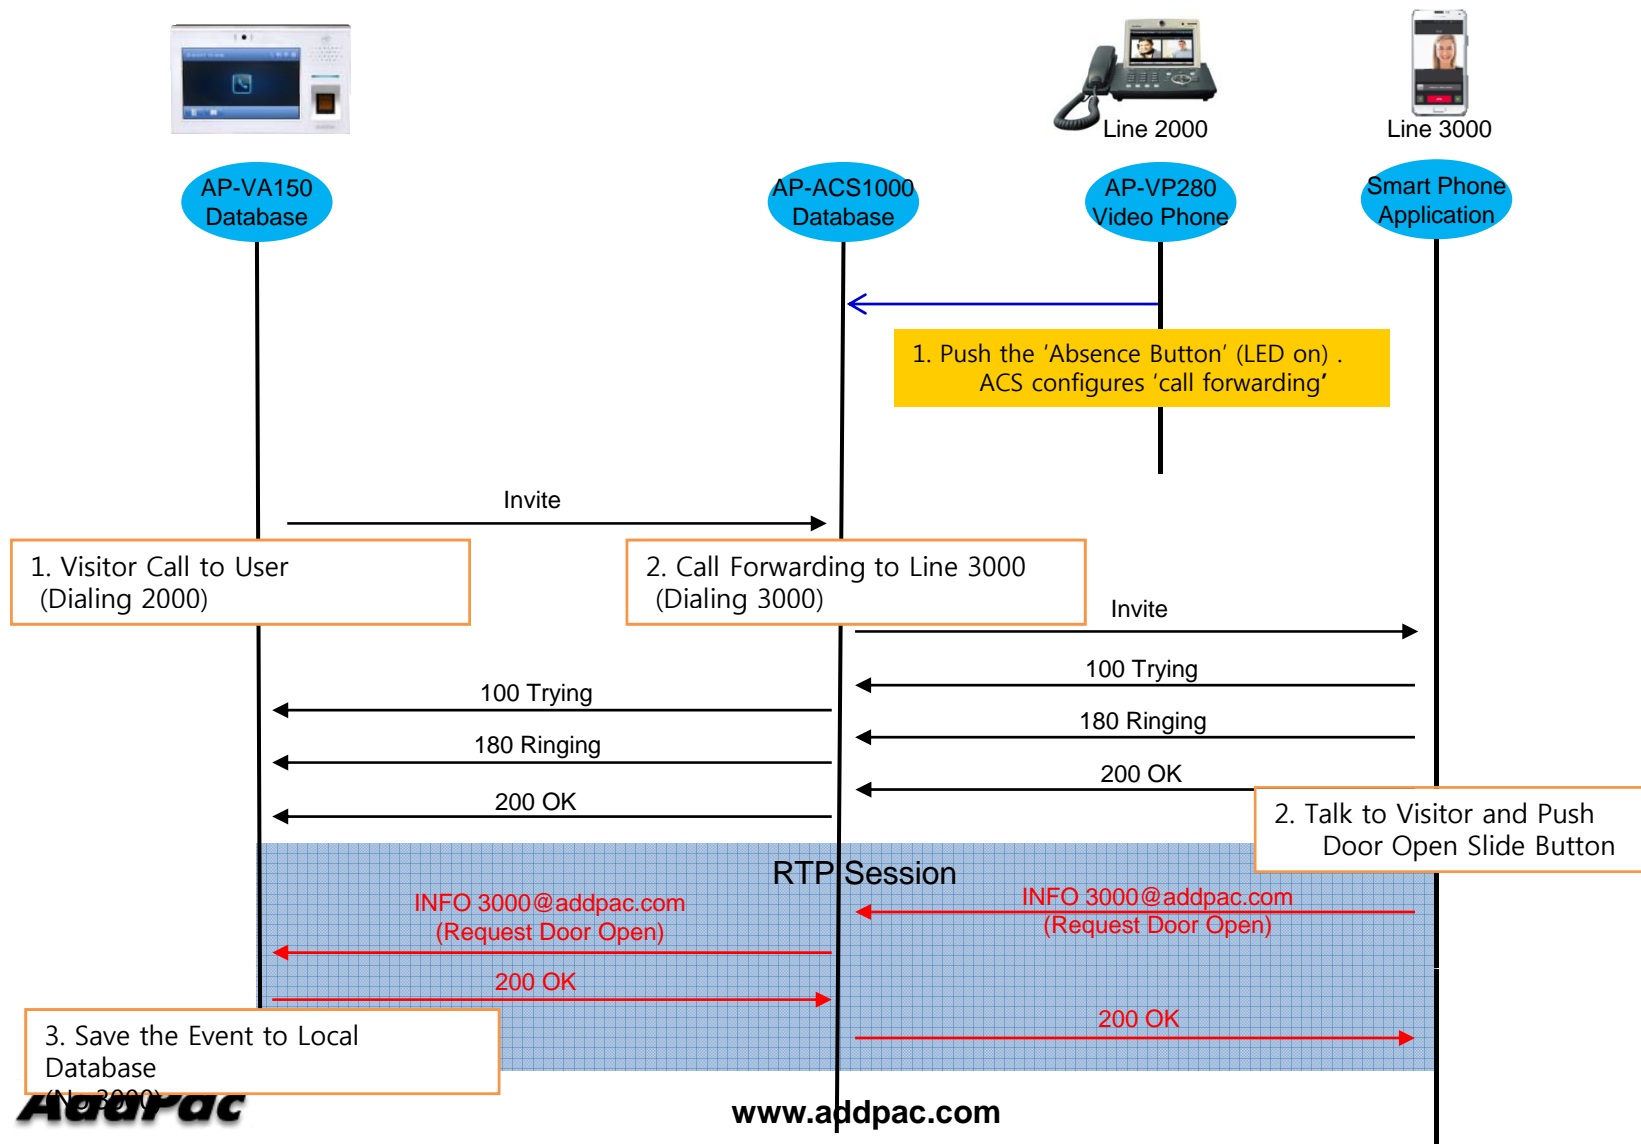 Line 2000
Line 3000
AP-VA150
Database
AP-ACS1000
Database
AP-VP280
Video Phone
Smart Phone
Application
1. Push the 'Absence Button' (LED on) .
ACS configures 'call forwarding'
Invite
1. Visitor Call to User
(Dialing 2000)
2. Call Forwarding to Line 3000
(Dialing 3000)
Invite
100 Trying
100 Trying
180 Ringing
180 Ringing
200 OK
200 OK
2. Talk to Visitor and Push
Door Open Slide Button
RTP Session
INFO 3000@addpac.com
(Request Door Open)
INFO 3000@addpac.com
(Request Door Open)
200 OK
200 OK
3. Save the Event to Local
Database
(No 3000)
AddPac
www.addpac.com